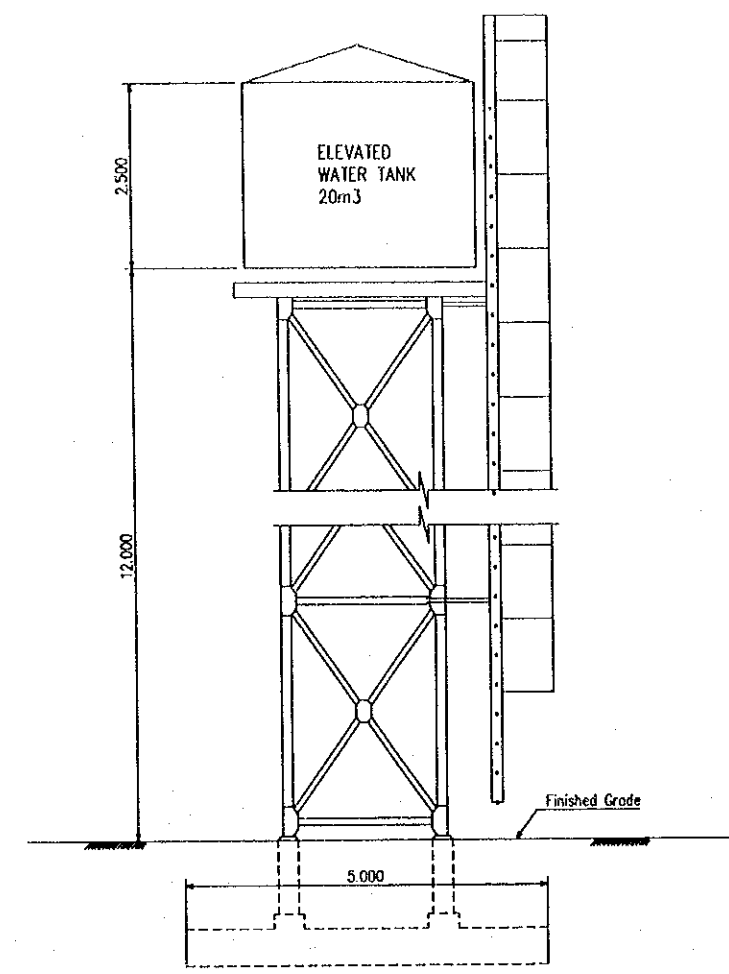 ELEVATED
WATER TANK
20m3
2.500
12.000
Finished Grade
5.000